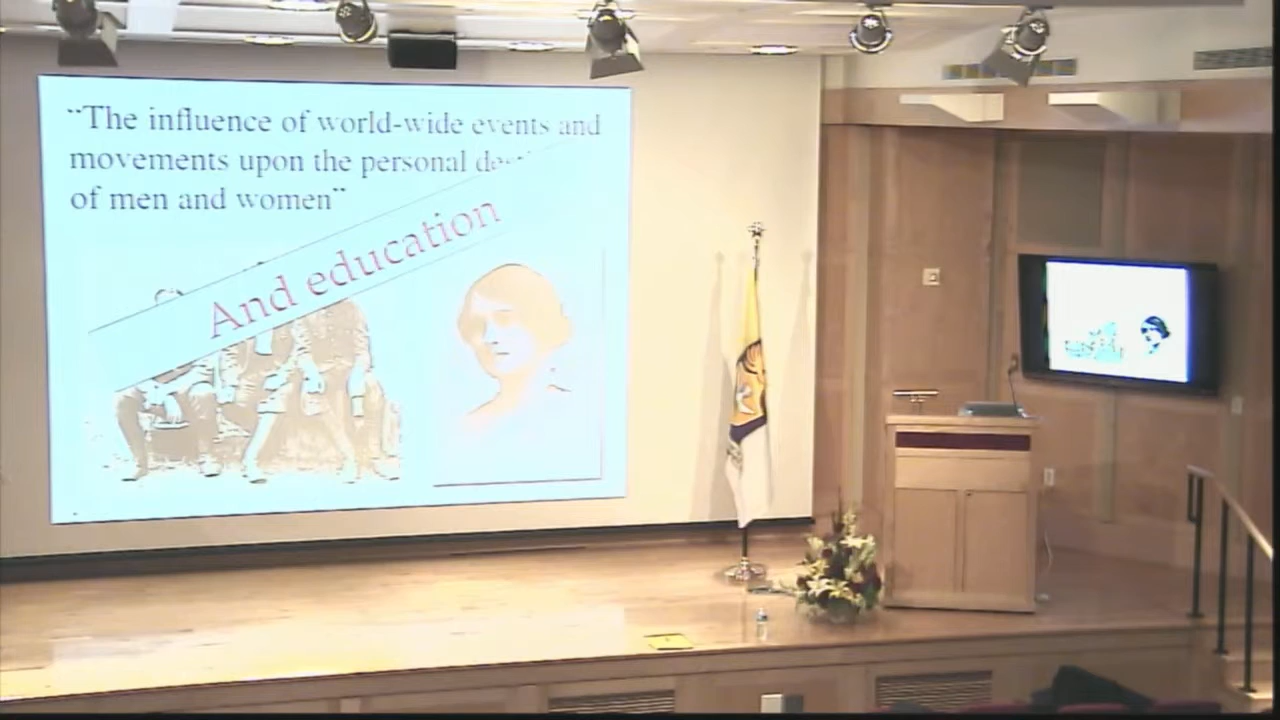 “The influence of world-wide events and
movements upon the personal
of men and women”
And education